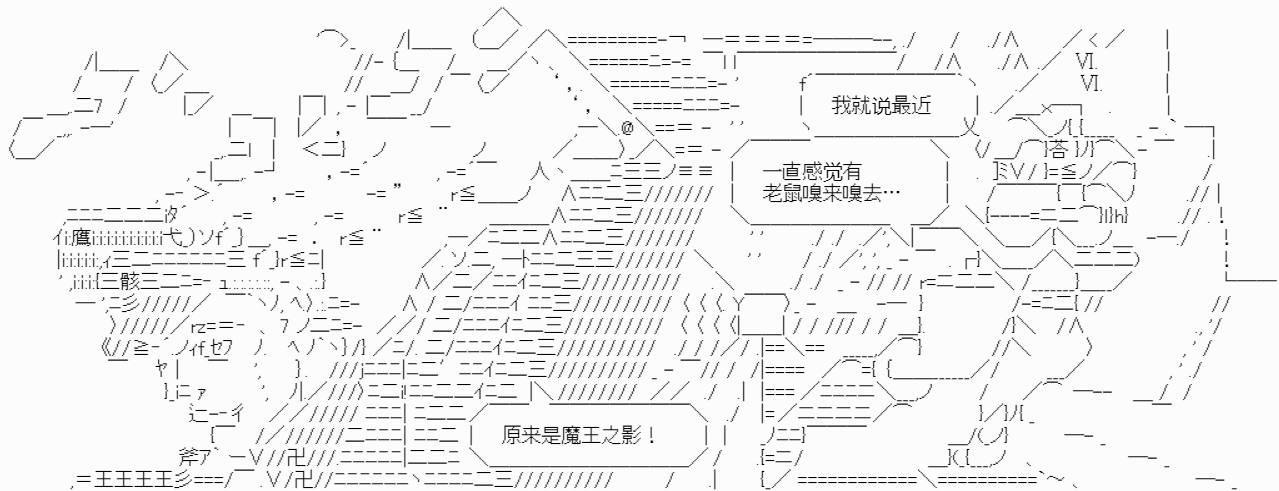 我就说最近
一直感觉有
老鼠嗅来嗅去…
原来是魔王之影！